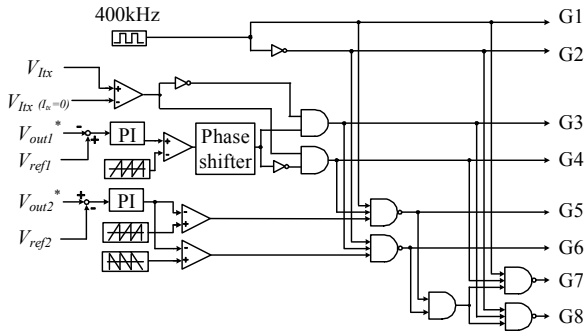 400kHz
G1
G2
V_Itx
V_Itx (I_tx=0)
G3
V_out1*
PI
Phase
shifter
V_ref1
G4
V_out2*
PI
G5
V_ref2
G6
G7
G8